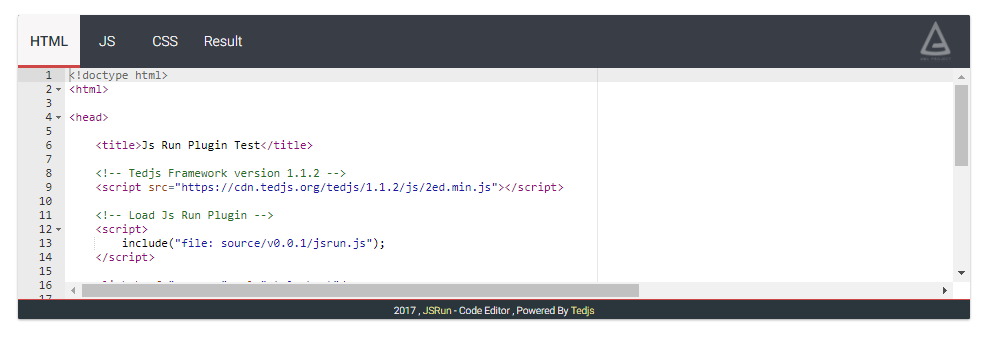 HTML JS CSS Result
1 <!doctype html>
2 <html>
3
4 <head>
5
6 <title>Js Run Plugin Test</title>
7
8 <!-- Tedjs Framework version 1.1.2 -->
9 <script src="https://cdn.tedjs.org/tedjs/1.1.2/js/2ed.min.js"></script>
10
11 <!-- Load Js Run Plugin -->
12 <script>
13 include("file: source/v0.0.1/jsrun.js");
14 </script>
15
16
17
2017 , JSRun - Code Editor , Powered By Tedjs